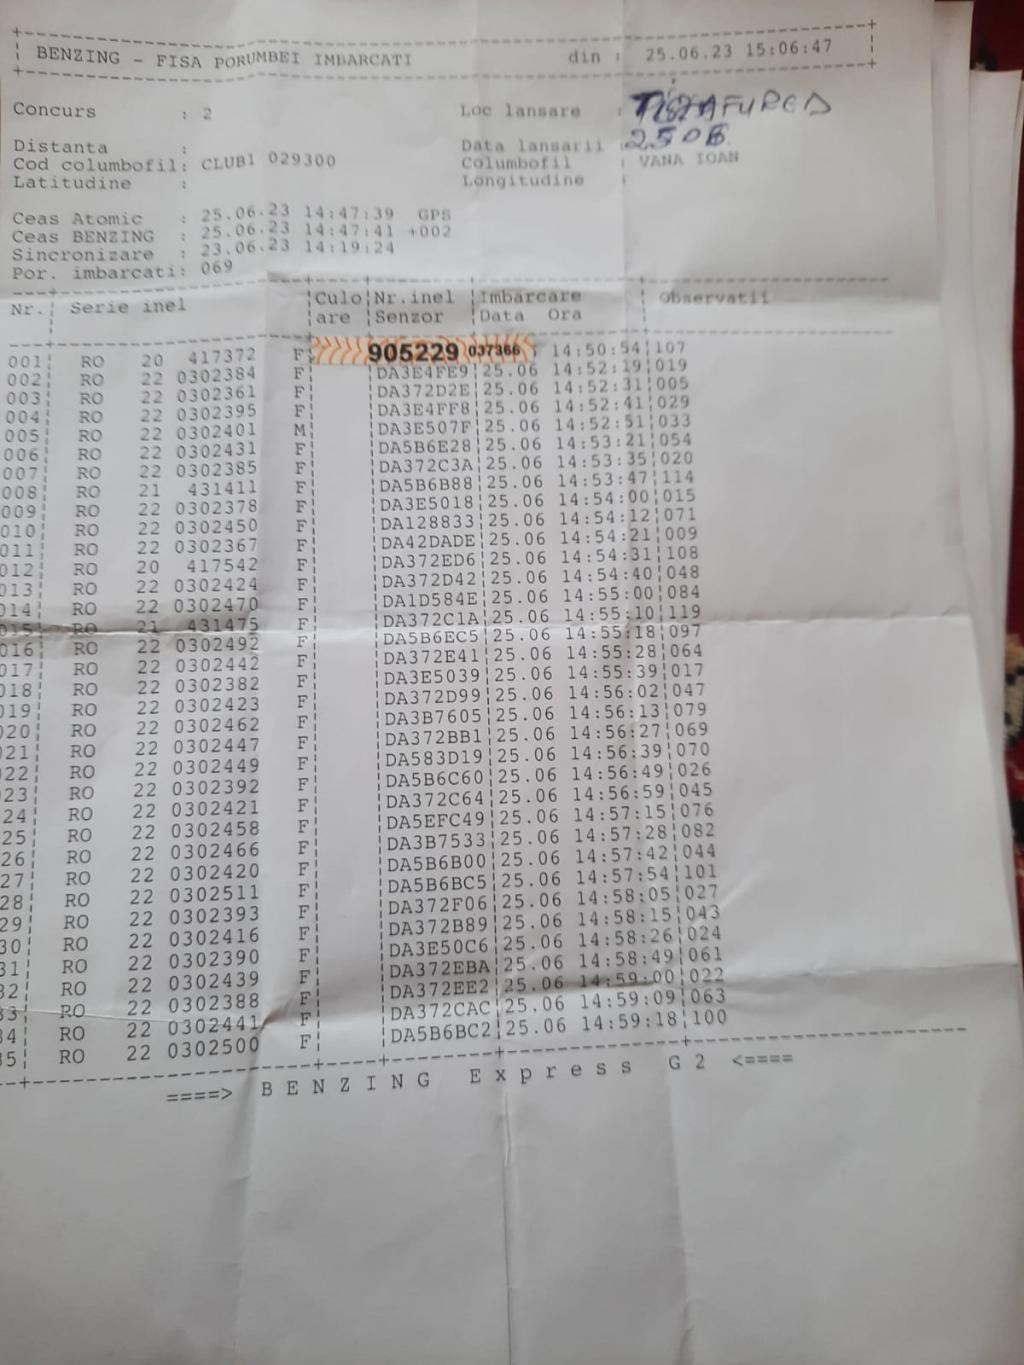 BENZING - FISA PORUMBEI IMBARCATI din : 25.06.23 15:06:47
Concurs : 2 Loc lansare : TISZAFURED
Distanta : Data lansarii : 25 06
Cod columbofil: CLUB1 029300 Columbofil : VANA IOAN
Latitudine : Longitudine :
Ceas Atomic : 25.06.23 14:47:39 GPS
Ceas BENZING : 25.06.23 14:47:41 +002
Sincronizare : 23.06.23 14:19:24
Por. imbarcati: 069
Nr. Serie inel Culo Nr.inel Imbarcare Observatii
are Senzor Data Ora
001 RO 20 417372 F 905229 037366 14:50:54 107
002 RO 22 0302384 F DA3E4FE9 25.06 14:52:19 019
003 RO 22 0302361 F DA372D2E 25.06 14:52:31 005
004 RO 22 0302395 F DA3E4FF8 25.06 14:52:41 029
005 RO 22 0302401 M DA3E507F 25.06 14:52:51 033
006 RO 22 0302431 F DA5B6E28 25.06 14:53:21 054
007 RO 22 0302385 F DA372C3A 25.06 14:53:35 020
008 RO 21 431411 F DA5B6B88 25.06 14:53:47 114
009 RO 22 0302378 F DA3E5018 25.06 14:54:00 015
010 RO 22 0302450 F DA128833 25.06 14:54:12 071
011 RO 22 0302367 F DA42DADE 25.06 14:54:21 009
012 RO 20 417542 F DA372ED6 25.06 14:54:31 108
013 RO 22 0302424 F DA372D42 25.06 14:54:40 048
014 RO 22 0302470 F DA1D584E 25.06 14:55:00 084
015 RO 21 431475 F DA372C1A 25.06 14:55:10 119
016 RO 22 0302492 F DA5B6EC5 25.06 14:55:18 097
017 RO 22 0302442 F DA372E41 25.06 14:55:28 064
018 RO 22 0302382 F DA3E5039 25.06 14:55:39 017
019 RO 22 0302423 F DA372D99 25.06 14:56:02 047
020 RO 22 0302462 F DA3B7605 25.06 14:56:13 079
021 RO 22 0302447 F DA372BB1 25.06 14:56:27 069
22 RO 22 0302449 F DA583D19 25.06 14:56:39 070
23 RO 22 0302392 F DA5B6C60 25.06 14:56:49 026
24 RO 22 0302421 F DA372C64 25.06 14:56:59 045
25 RO 22 0302458 F DA5EFC49 25.06 14:57:15 076
26 RO 22 0302466 F DA3B7533 25.06 14:57:28 082
27 RO 22 0302420 F DA5B6B00 25.06 14:57:42 044
28 RO 22 0302511 F DA5B6BC5 25.06 14:57:54 101
29 RO 22 0302393 F DA372F06 25.06 14:58:05 027
30 RO 22 0302416 F DA372B89 25.06 14:58:15 043
31 RO 22 0302390 F DA3E50C6 25.06 14:58:26 024
32 RO 22 0302439 F DA372EBA 25.06 14:58:49 061
33 RO 22 0302388 F DA372EE2 25.06 14:59:00 022
34 RO 22 0302441 F DA372CAC 25.06 14:59:09 063
35 RO 22 0302500 F DA5B6BC2 25.06 14:59:18 100
====> BENZING Express G2 <====